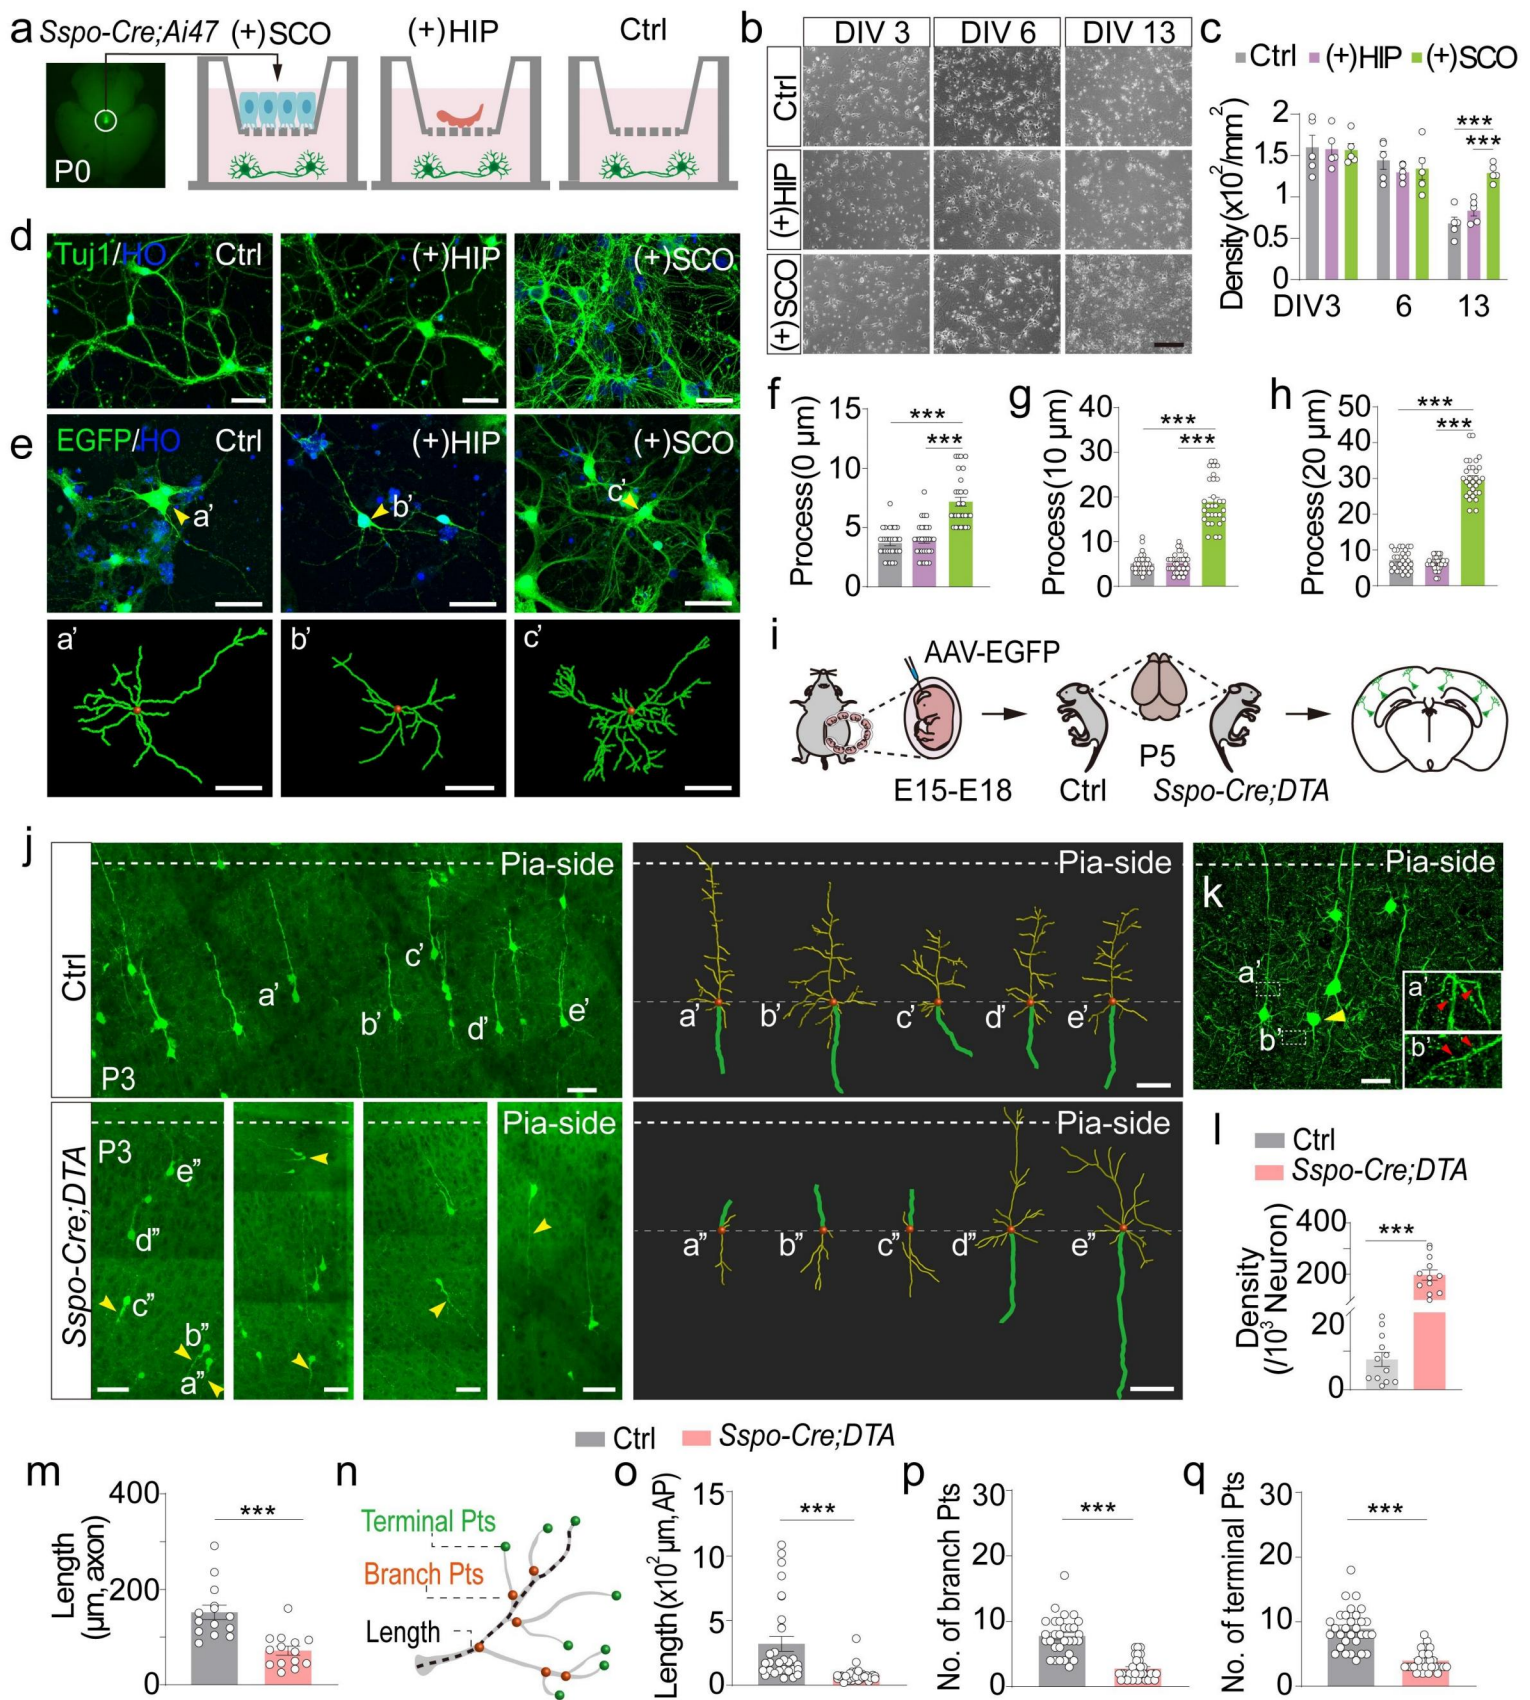 a
Sspo-Cre;Ai47 (+)SCO
(+)HIP
Ctrl
P0
b
DIV 3
DIV 6
DIV 13
Ctrl
(+)HIP
(+)SCO
c
Ctrl (+)HIP (+)SCO
Density(x10²/mm²)
2
1.5
1
0.5
0
***
***
DIV3
6
13
d
Tuj1/HO
Ctrl
(+)HIP
(+)SCO
e
EGFP/HO
Ctrl
(+)HIP
(+)SCO
a’
b’
c’
a’
b’
c’
f
Process(0 µm)
15
10
5
0
***
***
g
Process(10 µm)
40
30
20
10
0
***
***
h
Process(20 µm)
50
40
30
20
10
0
***
***
i
AAV-EGFP
E15-E18
P5
Ctrl
Sspo-Cre;DTA
j
Ctrl
Pia-side
a’
b’
c’
d’
e’
P3
Pia-side
a’
b’
c’
d’
e’
Sspo-Cre;DTA
P3
Pia-side
e”
d”
c”
b”
a”
Pia-side
a”
b”
c”
d”
e”
k
Pia-side
a’
b’
a’
b’
l
Ctrl
Sspo-Cre;DTA
Density
(/10³ Neuron)
400
200
20
0
***
Ctrl
Sspo-Cre;DTA
m
Length
(µm, axon)
400
200
0
***
n
Terminal Pts
Branch Pts
Length
o
Length(x10² µm,AP)
15
10
5
0
***
p
No. of branch Pts
30
20
10
0
***
q
No. of terminal Pts
30
20
10
0
***